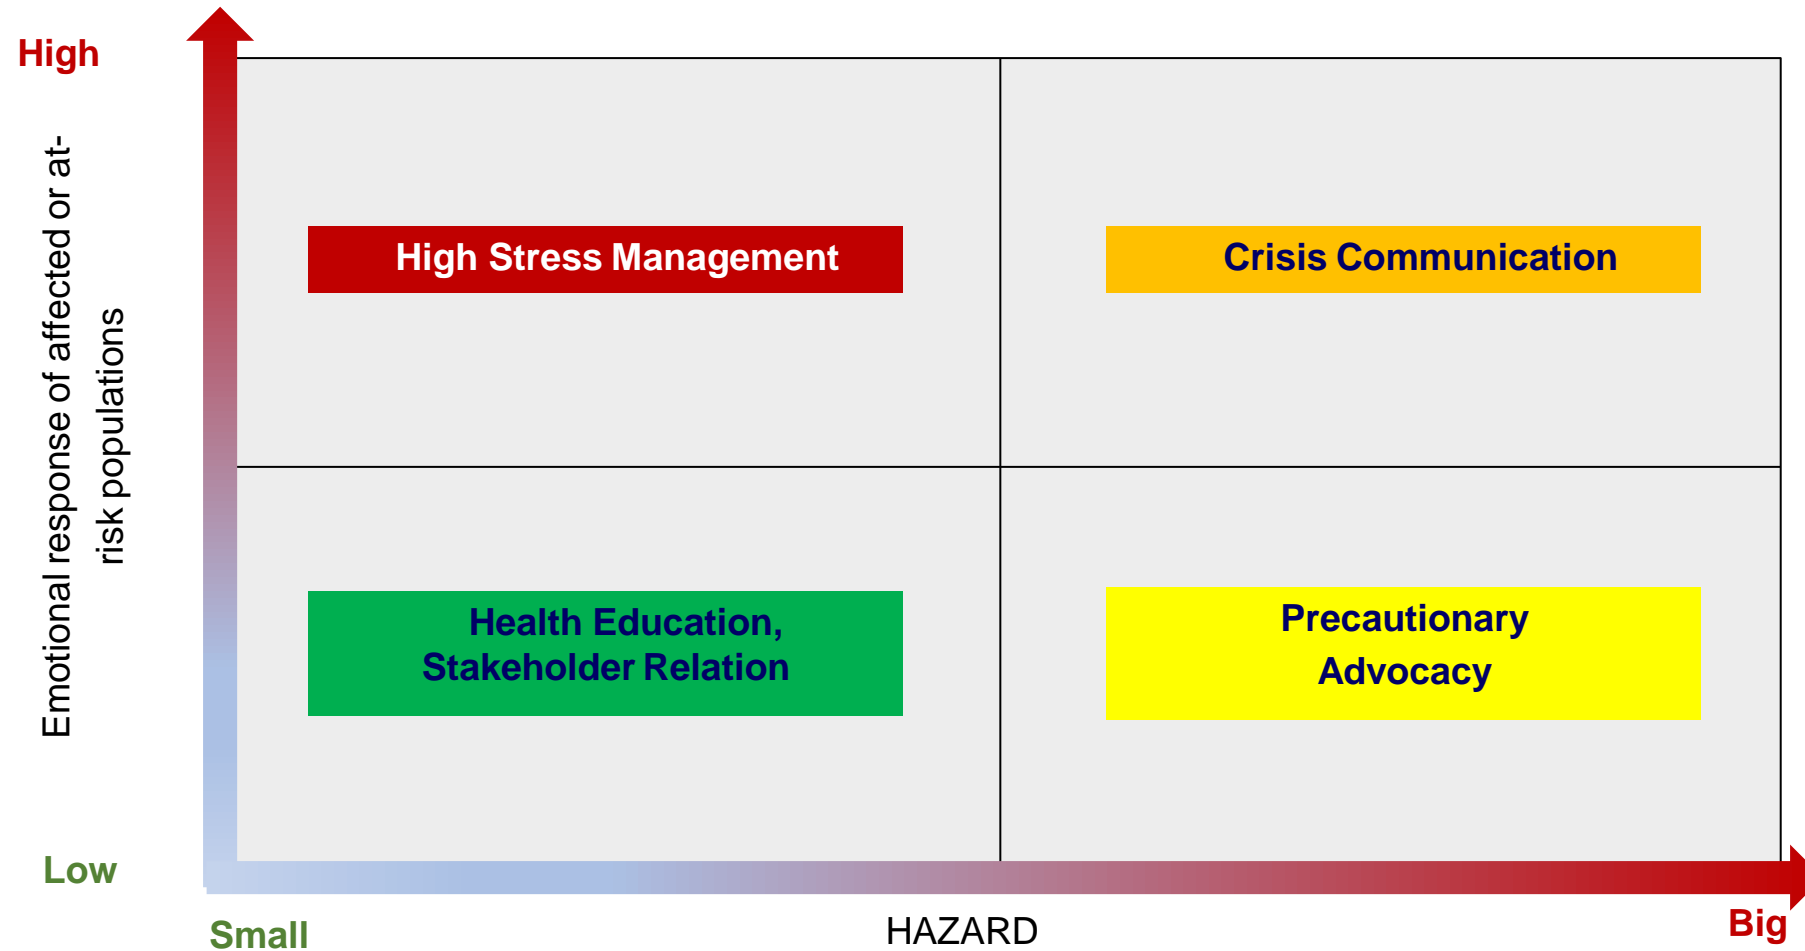 High
Emotional response of affected or at-
risk populations
High Stress Management
Crisis Communication
Health Education,
Stakeholder Relation
Precautionary
Advocacy
Low
Small
HAZARD
Big